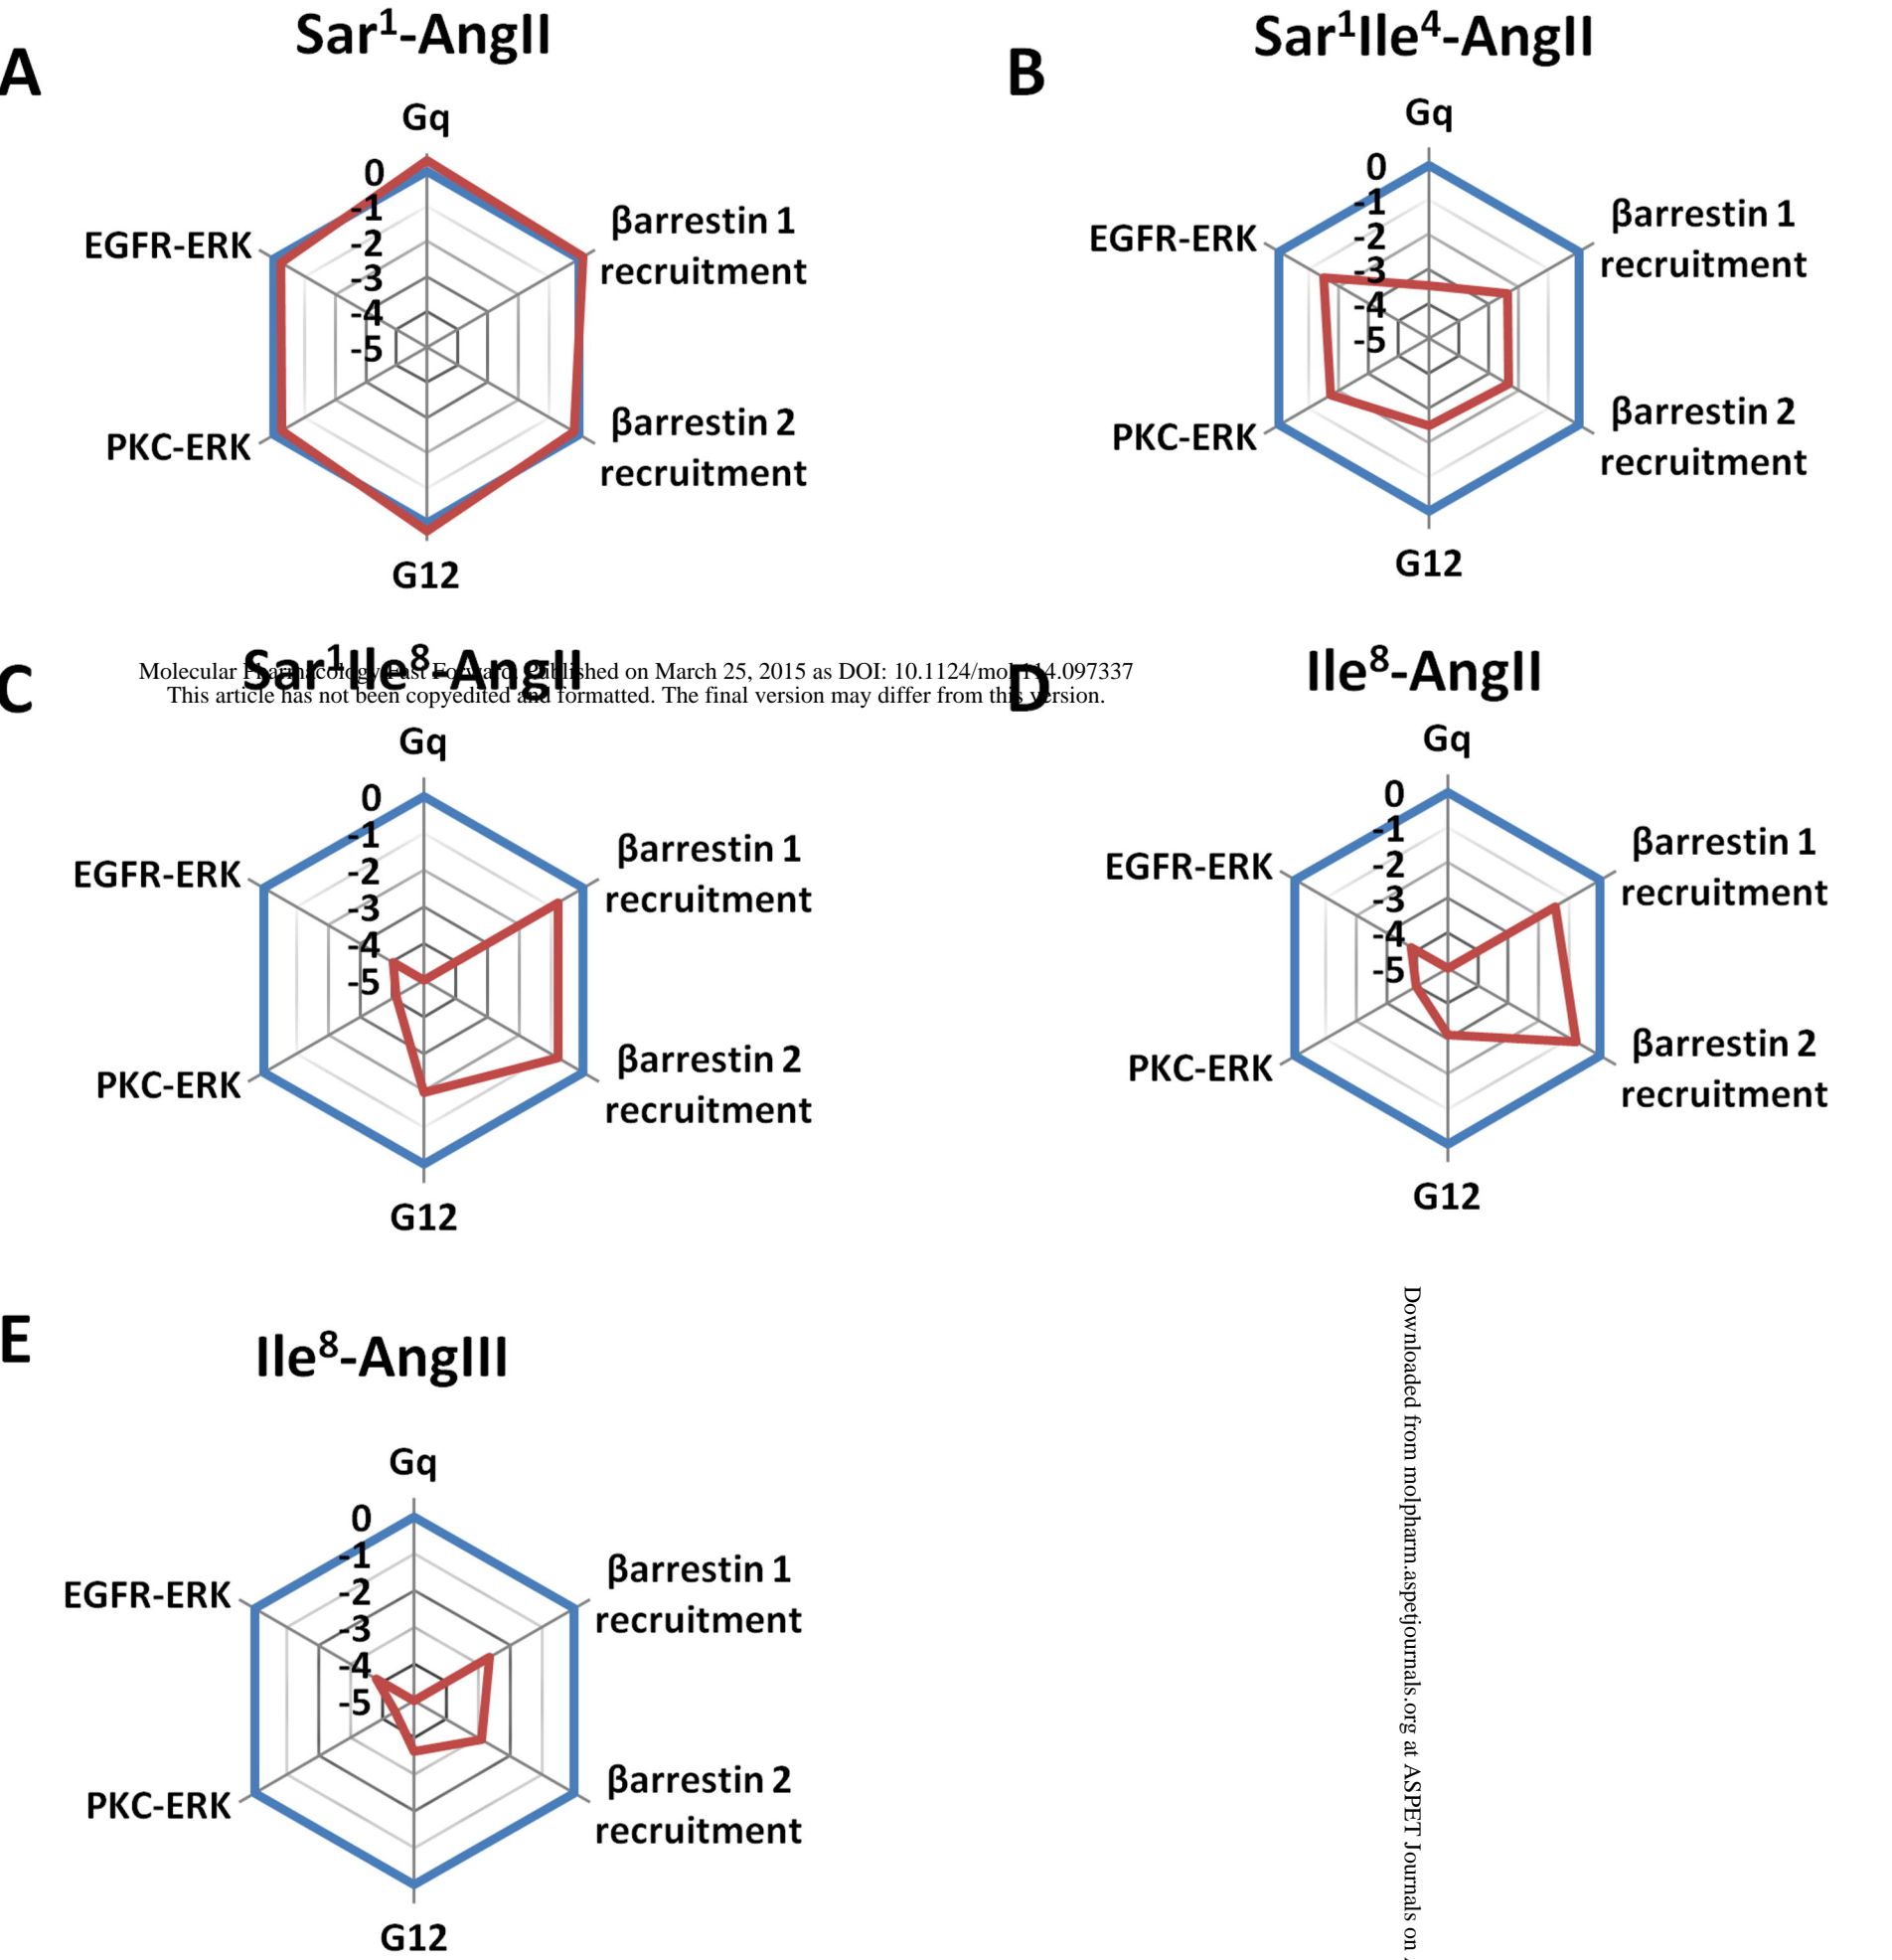 A
Sar¹-AngII
Gq
0
-1
-2
-3
-4
-5
EGFR-ERK
βarrestin 1
recruitment
PKC-ERK
βarrestin 2
recruitment
G12
B
Sar¹Ile⁴-AngII
Gq
0
-1
-2
-3
-4
-5
EGFR-ERK
βarrestin 1
recruitment
PKC-ERK
βarrestin 2
recruitment
G12
C
Sar¹Ile⁸-AngII
Molecular Pharmacology Fast Forward. Published on March 25, 2015 as DOI: 10.1124/mol.114.097337
This article has not been copyedited and formatted. The final version may differ from this version.
Gq
0
-1
-2
-3
-4
-5
EGFR-ERK
βarrestin 1
recruitment
PKC-ERK
βarrestin 2
recruitment
G12
D
Ile⁸-AngII
Gq
0
-1
-2
-3
-4
-5
EGFR-ERK
βarrestin 1
recruitment
PKC-ERK
βarrestin 2
recruitment
G12
E
Ile⁸-AngIII
Gq
0
-1
-2
-3
-4
-5
EGFR-ERK
βarrestin 1
recruitment
PKC-ERK
βarrestin 2
recruitment
G12
Downloaded from molpharm.aspetjournals.org at ASPET Journals on